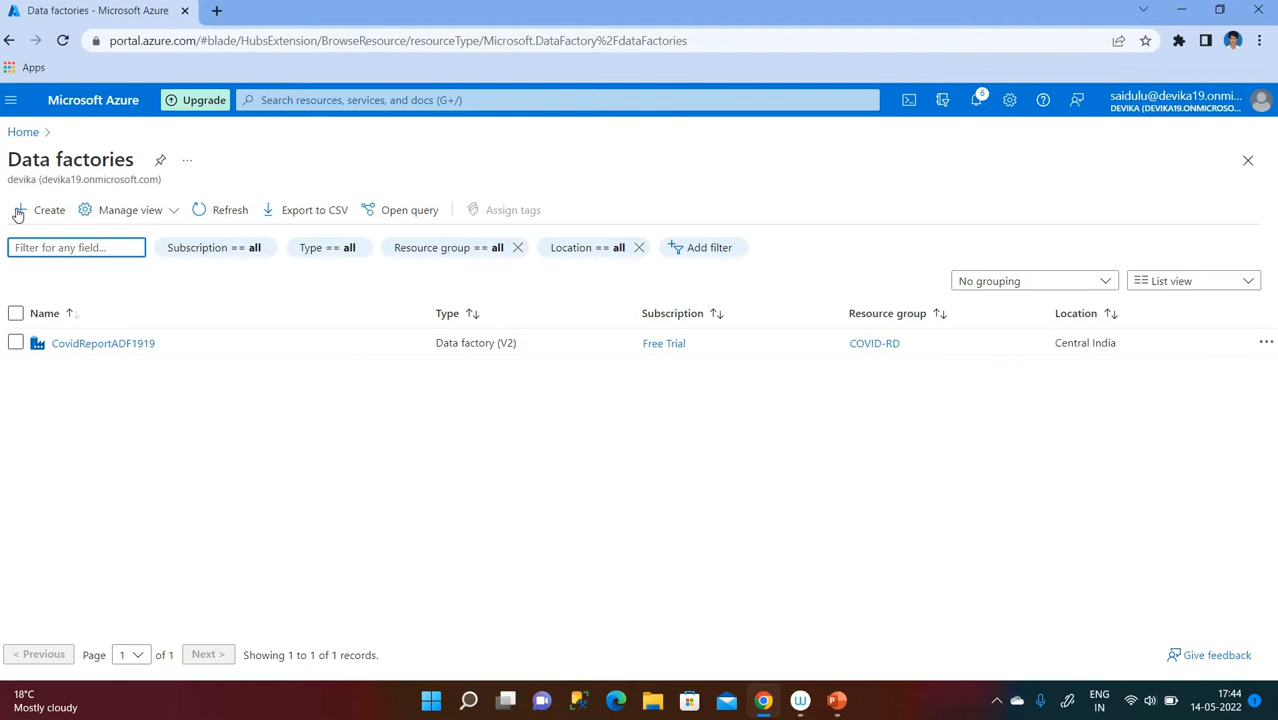 Data factories - Microsoft Azure
portal.azure.com/#blade/HubsExtension/BrowseResource/resourceType/Microsoft.DataFactory%2FdataFactories
Apps
Microsoft Azure
Upgrade
Search resources, services, and docs (G+/)
6
saidulu@devika19.onmi...
DEVIKA (DEVIKA19.ONMICROSO...
Home
Data factories
devika (devika19.onmicrosoft.com)
Create
Manage view
Refresh
Export to CSV
Open query
Assign tags
Filter for any field...
Subscription == all
Type == all
Resource group == all
Location == all
Add filter
No grouping
List view
Name
Type
Subscription
Resource group
Location
CovidReportADF1919
Data factory (V2)
Free Trial
COVID-RD
Central India
< Previous
Page
1
of 1
Next >
Showing 1 to 1 of 1 records.
Give feedback
18°C
Mostly cloudy
ENG
IN
17:44
14-05-2022
1